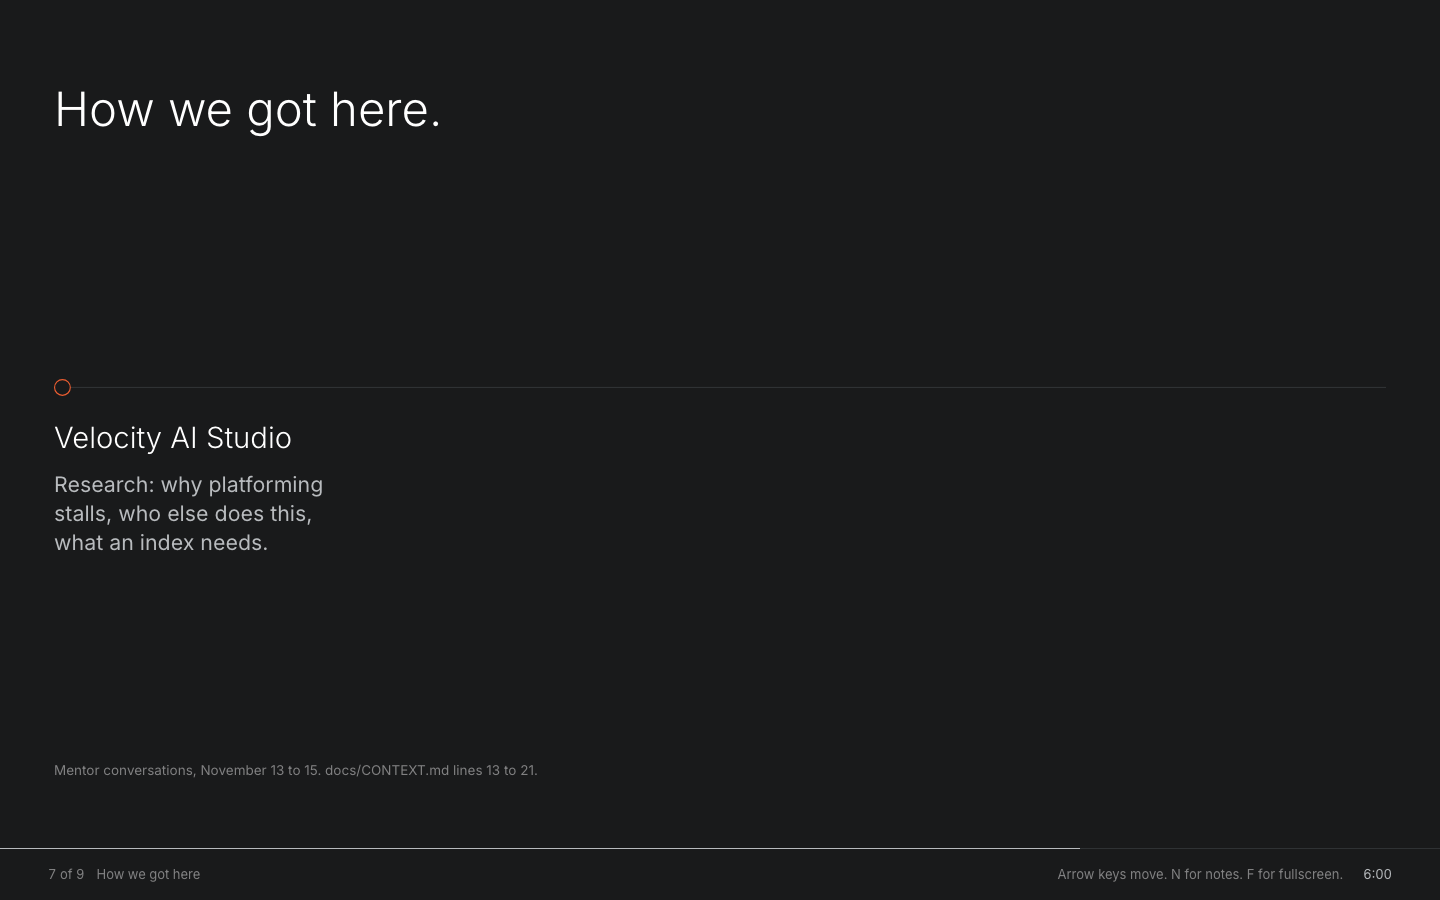 How we got here.
Velocity AI Studio
Research: why platforming
stalls, who else does this,
what an index needs.
Mentor conversations, November 13 to 15. docs/CONTEXT.md lines 13 to 21.
7 of 9 How we got here
Arrow keys move. N for notes. F for fullscreen. 6:00